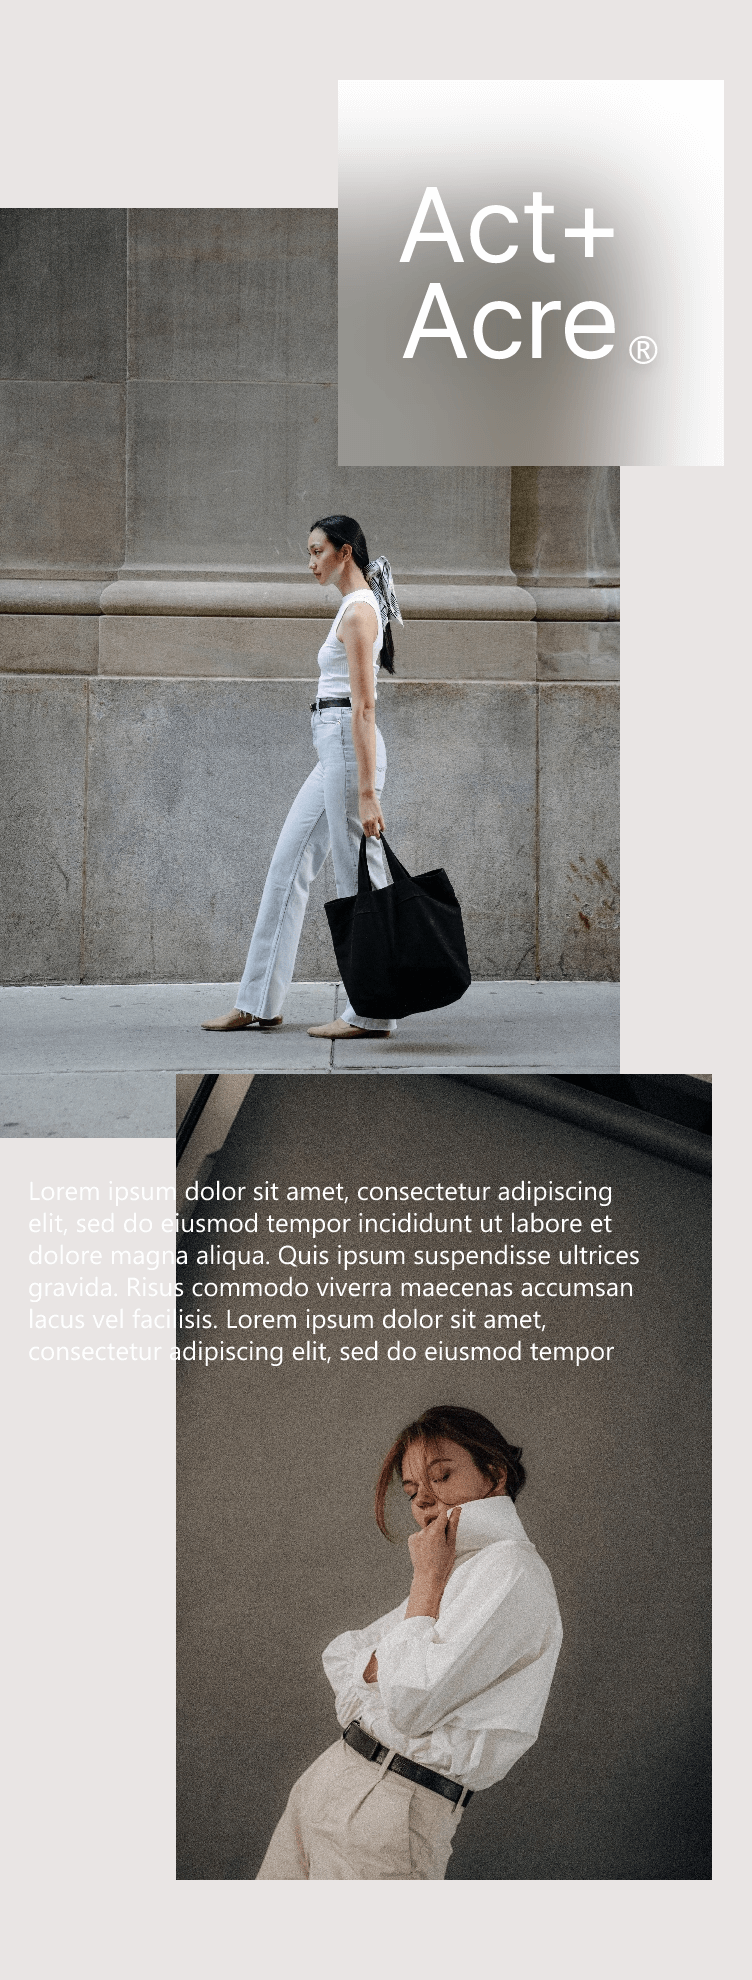 Act+
Acre®
Lorem ipsum dolor sit amet, consectetur adipiscing
elit, sed do eiusmod tempor incididunt ut labore et
dolore magna aliqua. Quis ipsum suspendisse ultrices
gravida. Risus commodo viverra maecenas accumsan
lacus vel facilisis. Lorem ipsum dolor sit amet,
consectetur adipiscing elit, sed do eiusmod tempor